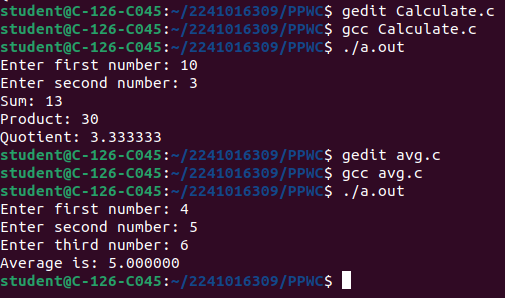 student@C-126-C045:~/2241016309/PPWC$ gedit Calculate.c
student@C-126-C045:~/2241016309/PPWC$ gcc Calculate.c
student@C-126-C045:~/2241016309/PPWC$ ./a.out
Enter first number: 10
Enter second number: 3
Sum: 13
Product: 30
Quotient: 3.333333
student@C-126-C045:~/2241016309/PPWC$ gedit avg.c
student@C-126-C045:~/2241016309/PPWC$ gcc avg.c
student@C-126-C045:~/2241016309/PPWC$ ./a.out
Enter first number: 4
Enter second number: 5
Enter third number: 6
Average is: 5.000000
student@C-126-C045:~/2241016309/PPWC$